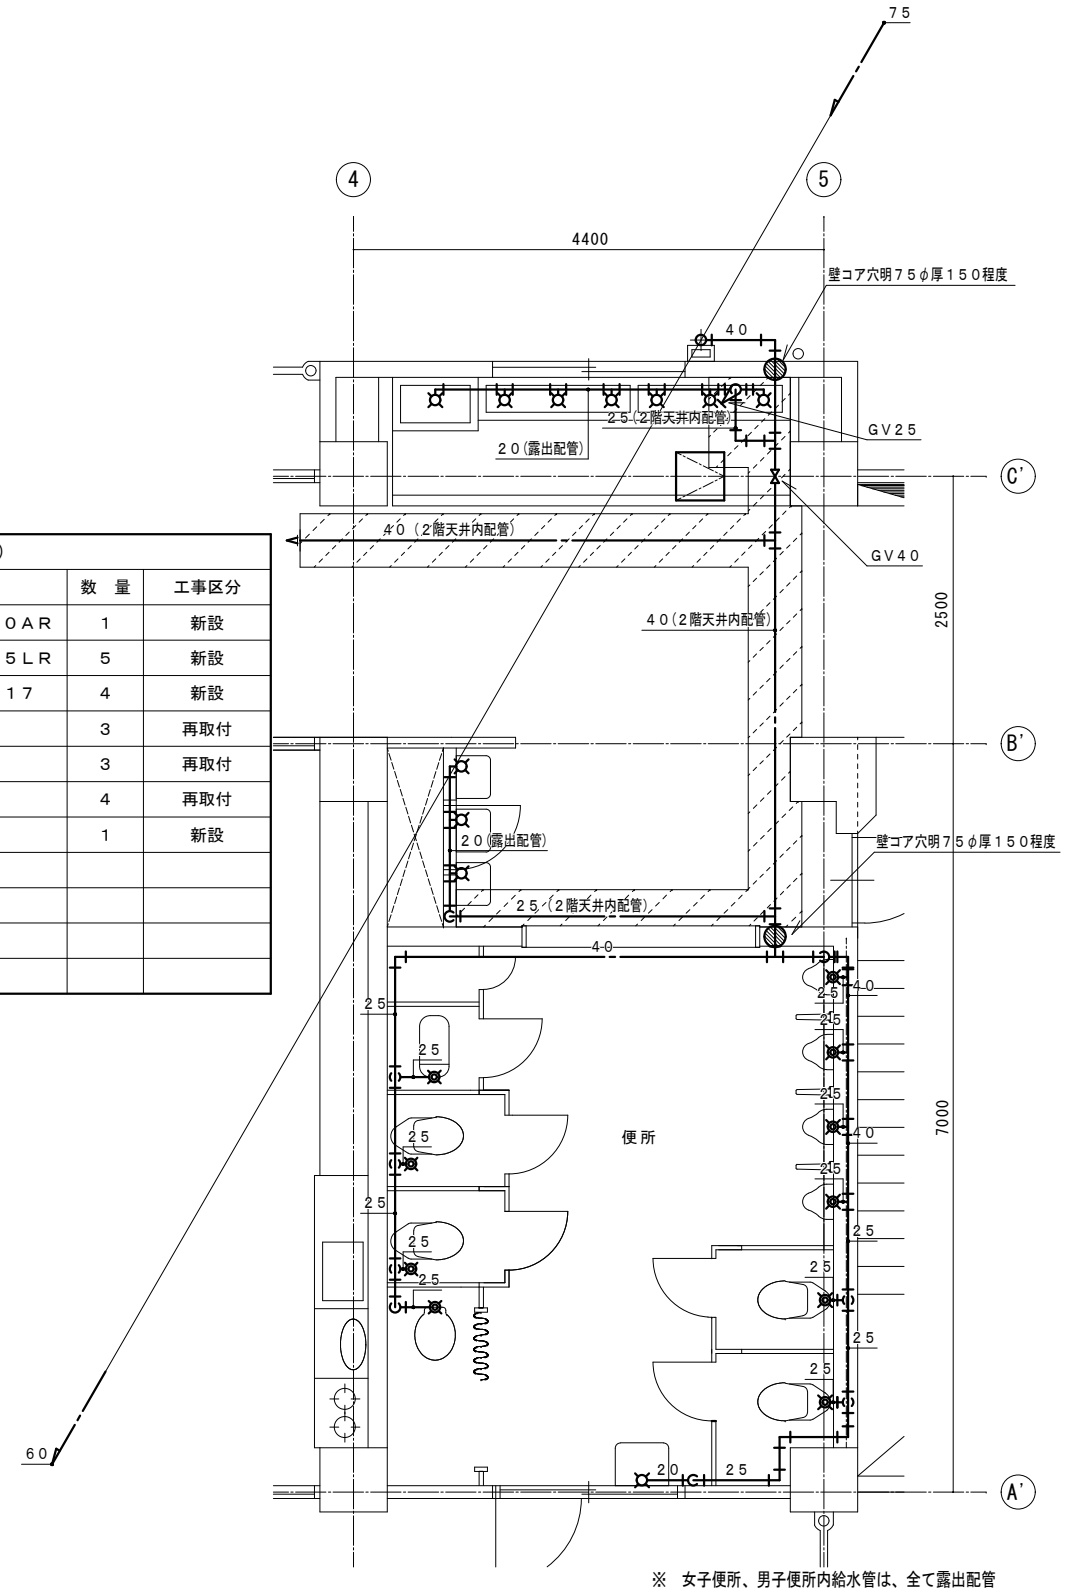 75
4
5
4400
壁コア穴明75φ厚150程度
40
25(2階天井内配管)
GV25
20(露出配管)
C'
40 (2階天井内配管)
GV40
)
数 量 工事区分
0AR 1 新設
5LR 5 新設
17 4 新設
3 再取付
3 再取付
4 再取付
1 新設
40(2階天井内配管)
2500
B'
20(露出配管)
壁コア穴明75φ厚150程度
25 (2階天井内配管)
40
25
40
25
25
25
25
便所
25
40
25
25
25
25
25
25
25
25
25
60
20
25
7000
A'
※ 女子便所、男子便所内給水管は、全て露出配管